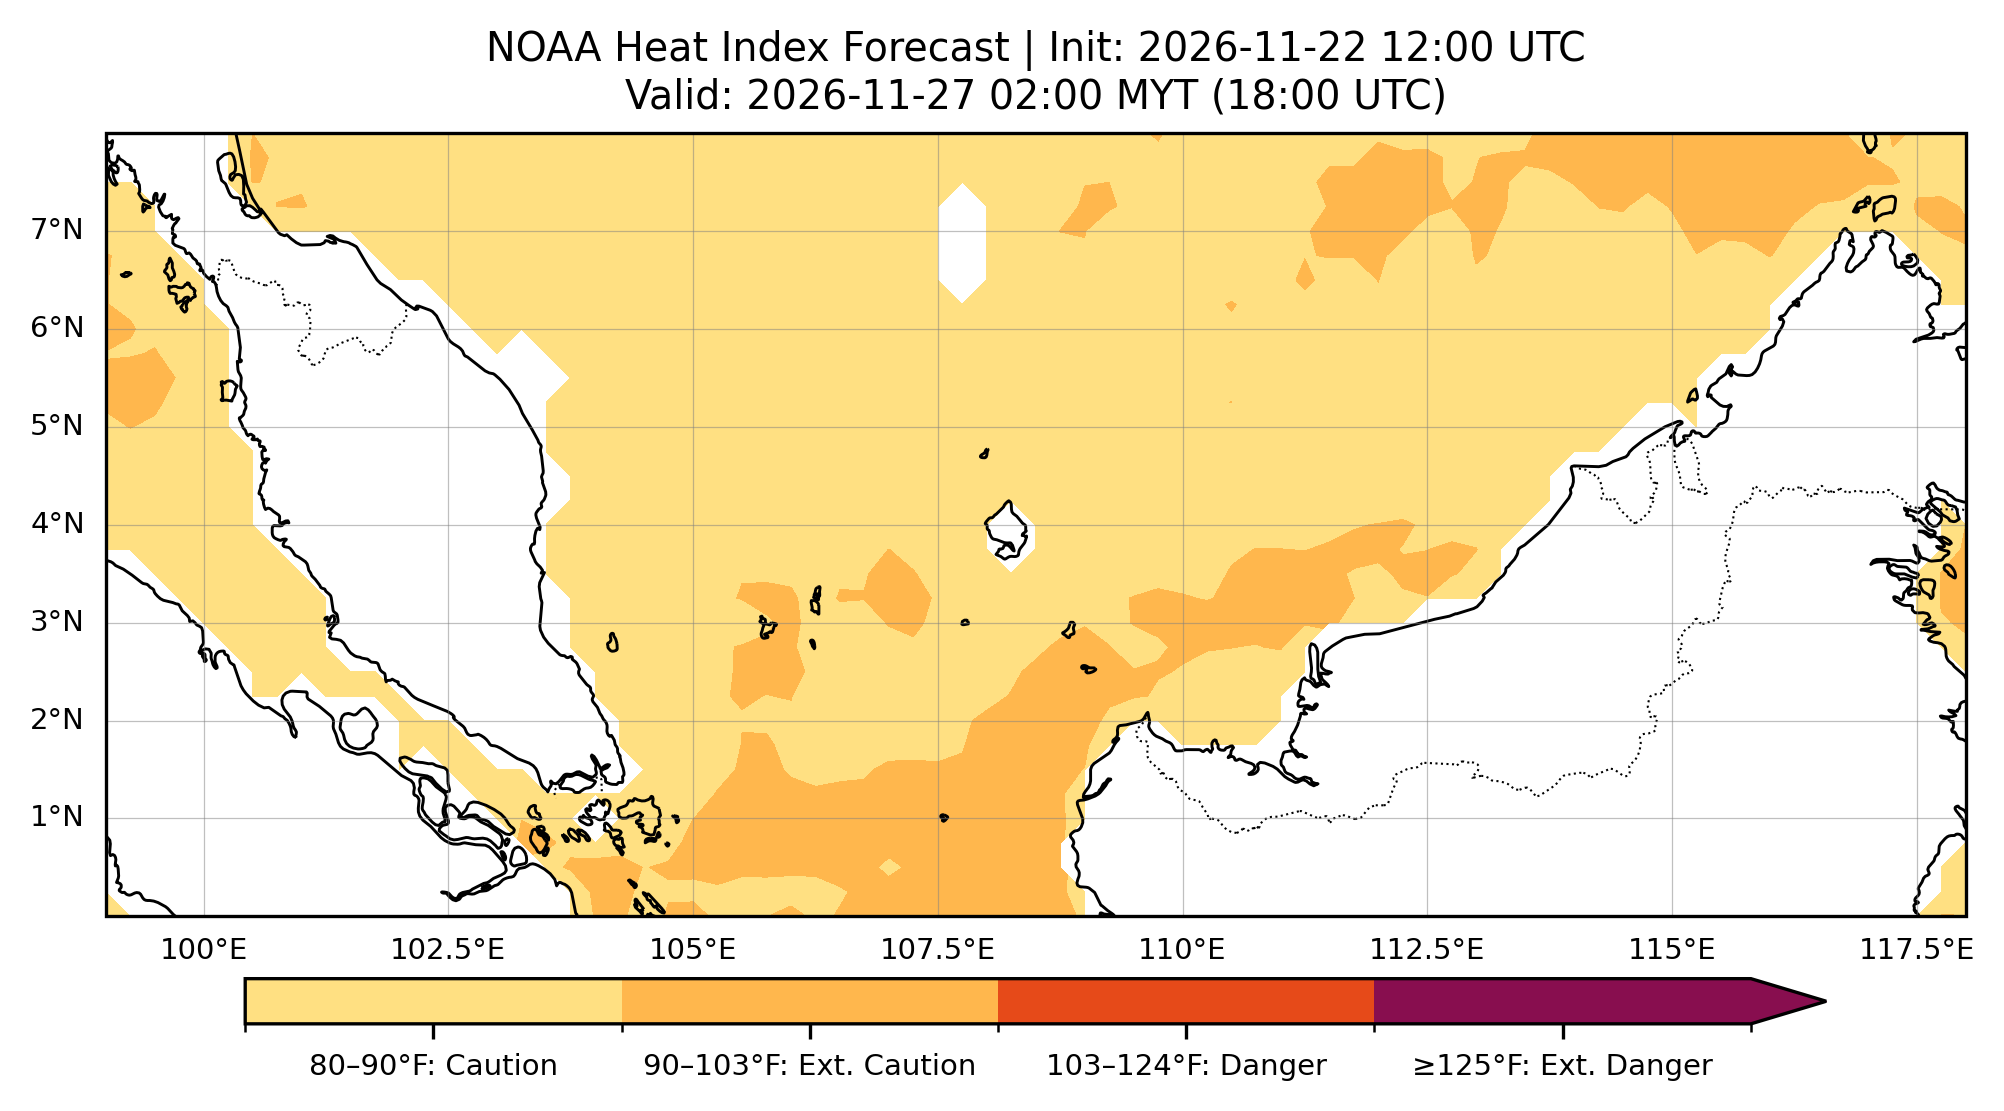 NOAA Heat Index Forecast | Init: 2026-11-22 12:00 UTC
Valid: 2026-11-27 02:00 MYT (18:00 UTC)
7°N
6°N
5°N
4°N
3°N
2°N
1°N
100°E 102.5°E 105°E 107.5°E 110°E 112.5°E 115°E 117.5°E
80–90°F: Caution 90–103°F: Ext. Caution 103–124°F: Danger ≥125°F: Ext. Danger